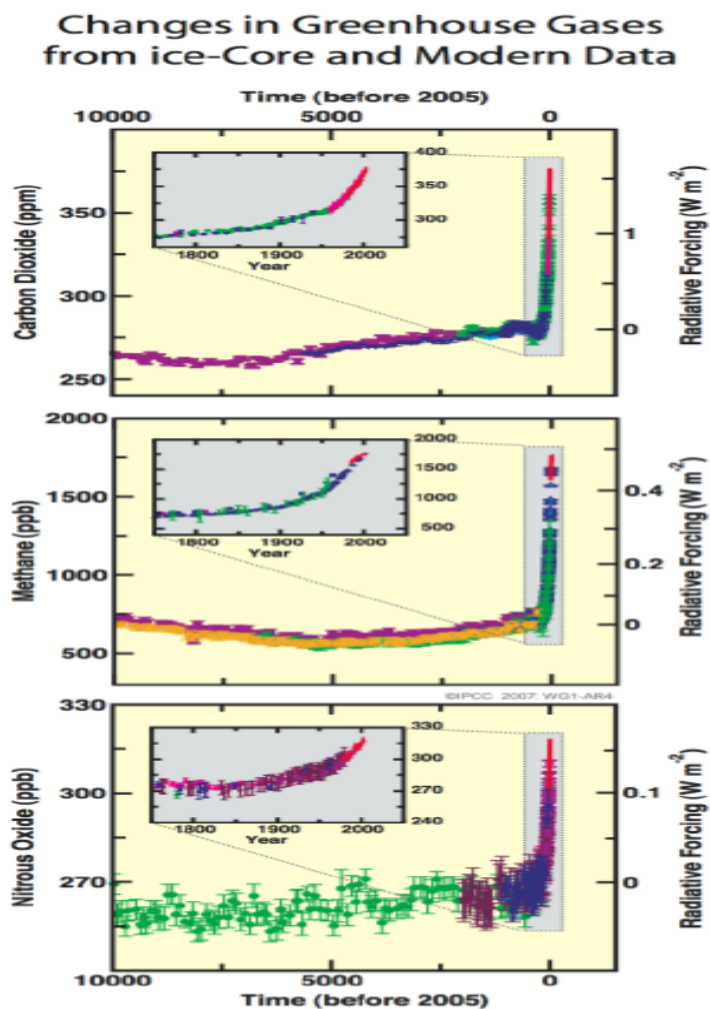 Changes in Greenhouse Gases
from ice-Core and Modern Data
Time (before 2005)
10000 5000 0
Carbon Dioxide (ppm)
350
300
250
400
350
300
1800 1900 2000
Year
1
0
Radiative Forcing (W m-2)
Methane (ppb)
2000
1500
1000
500
2000
1500
1000
500
1800 1900 2000
Year
0.4
0.2
0
Radiative Forcing (W m-2)
©IPCC 2007: WG1-AR4
Nitrous Oxide (ppb)
330
300
270
330
300
270
240
1800 1900 2000
Year
0.1
0
Radiative Forcing (W m-2)
10000 5000 0
Time (before 2005)